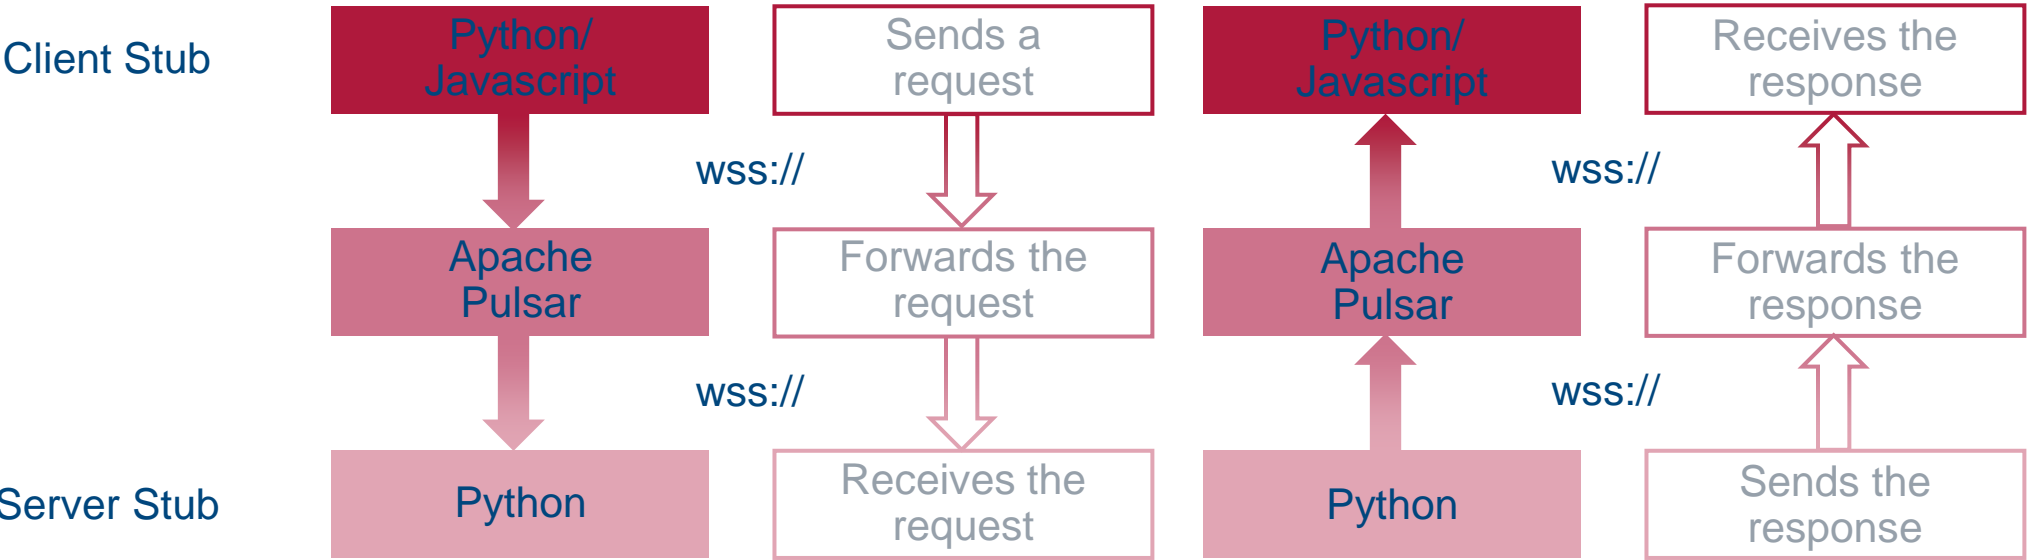 Client Stub
Python/
Javascript
Sends a
request
Python/
Javascript
Receives the
response
wss://
wss://
Apache
Pulsar
Forwards the
request
Apache
Pulsar
Forwards the
response
wss://
wss://
Server Stub
Python
Receives the
request
Python
Sends the
response